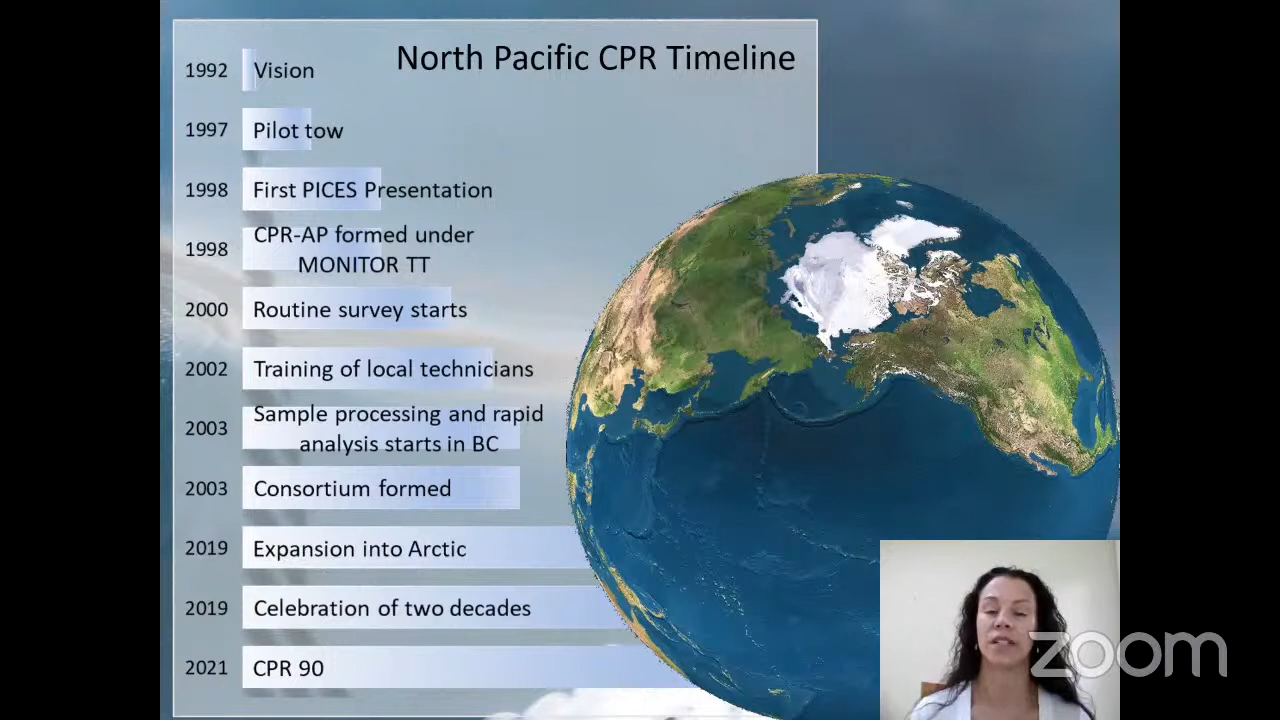 North Pacific CPR Timeline
1992 Vision
1997 Pilot tow
1998 First PICES Presentation
1998 CPR-AP formed under
MONITOR TT
2000 Routine survey starts
2002 Training of local technicians
2003 Sample processing and rapid
analysis starts in BC
2003 Consortium formed
2019 Expansion into Arctic
2019 Celebration of two decades
2021 CPR 90
zoom